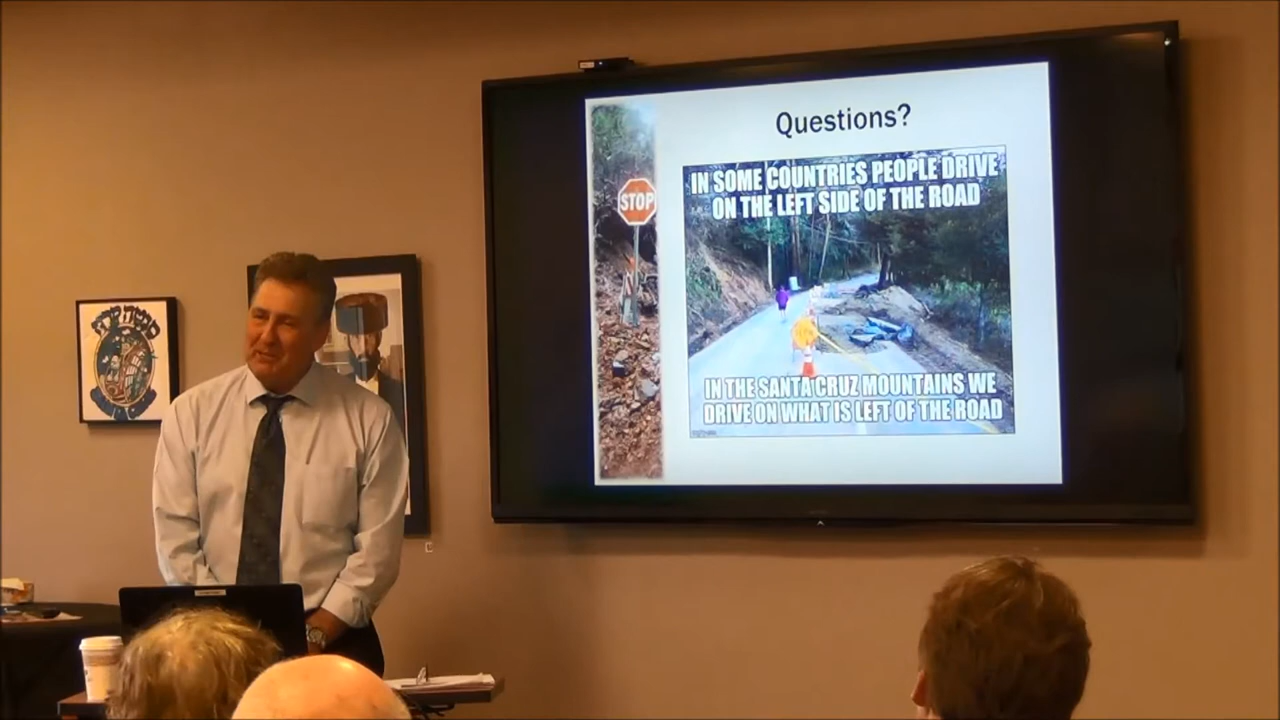 Questions?
STOP
IN SOME COUNTRIES PEOPLE DRIVE
ON THE LEFT SIDE OF THE ROAD
IN THE SANTA CRUZ MOUNTAINS WE
DRIVE ON WHAT IS LEFT OF THE ROAD